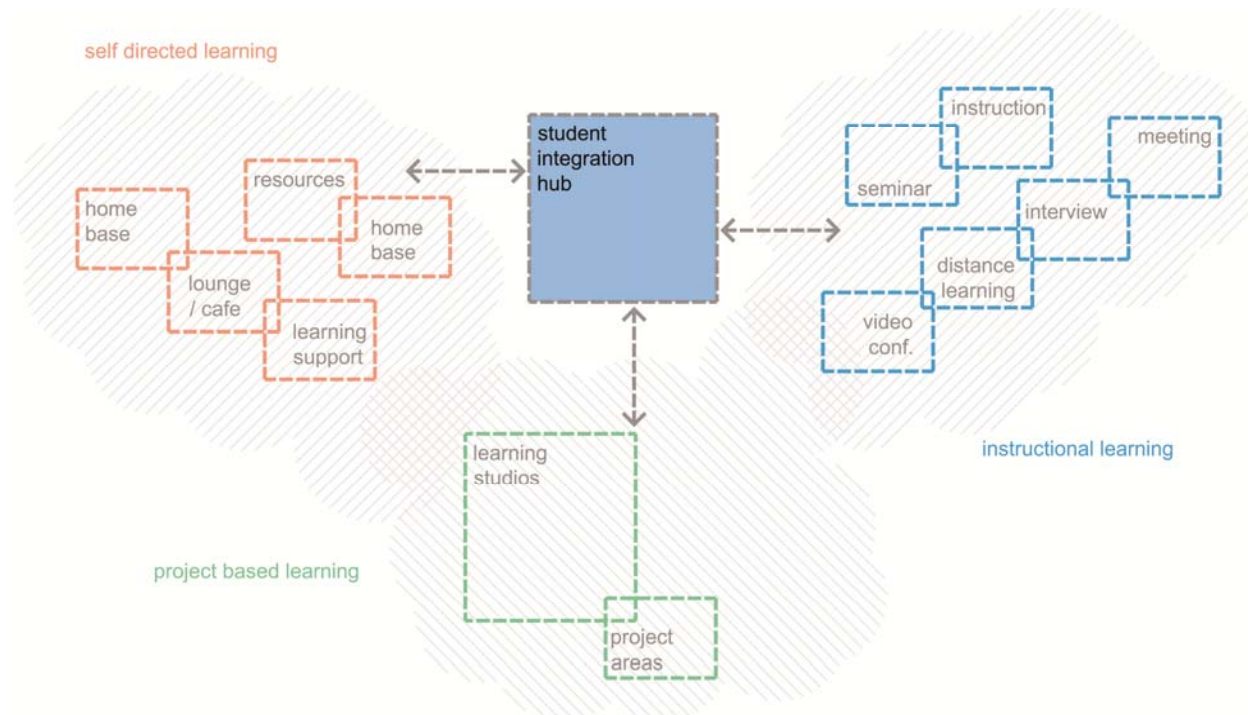 self directed learning
resources
home
base
home
base
lounge
/ cafe
learning
support
student
integration
hub
instruction
meeting
seminar
interview
distance
learning
video
conf.
instructional learning
learning
studios
project based learning
project
areas